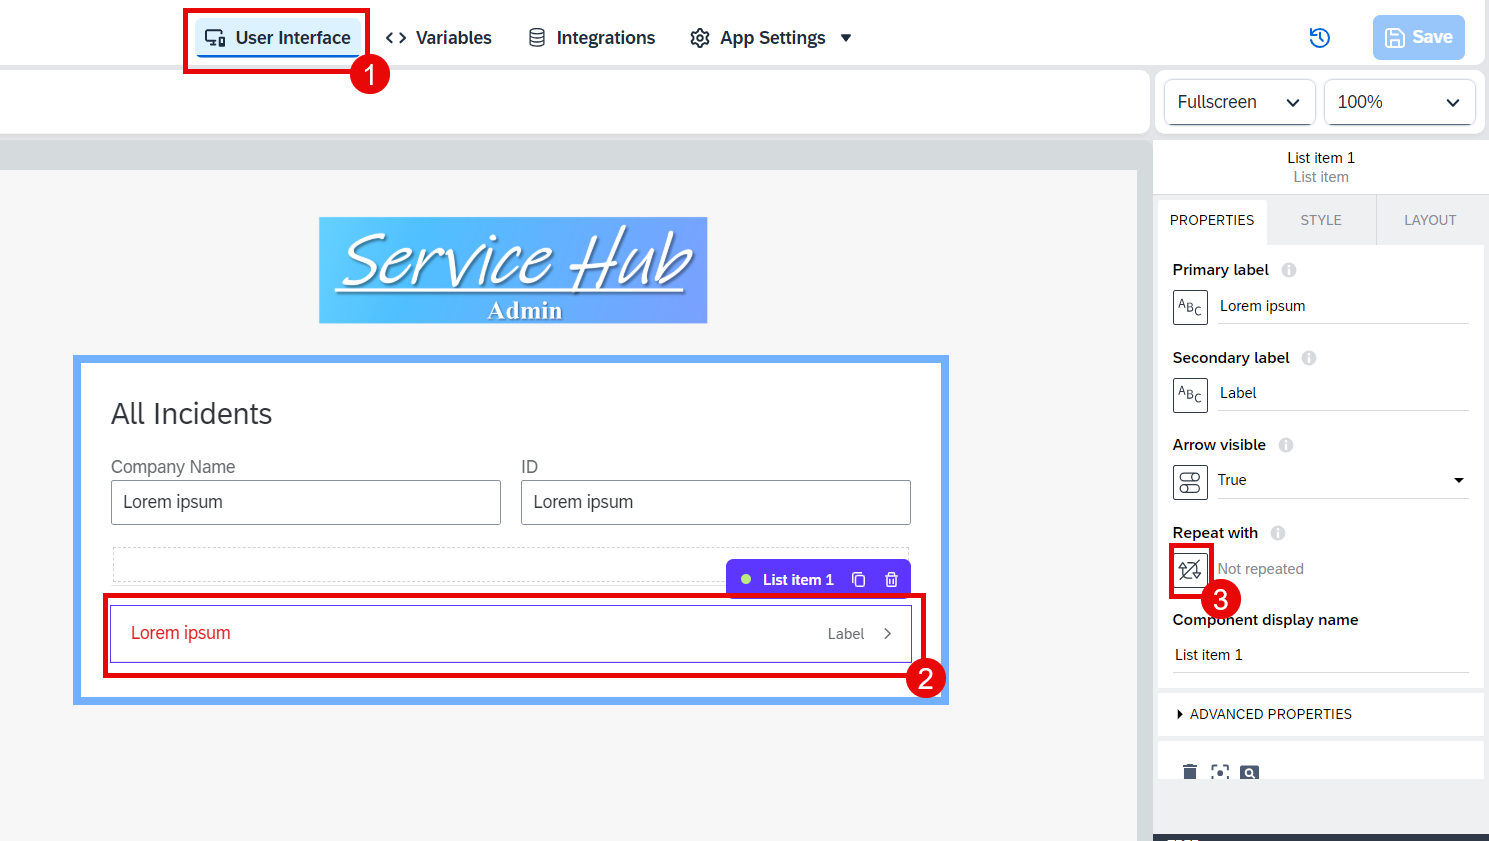 User Interface
Variables
Integrations
App Settings
Save
1
Fullscreen
100%
List item 1
List item
PROPERTIES
STYLE
LAYOUT
Service Hub
Admin
Primary label
ABC
Lorem ipsum
Secondary label
ABC
Label
Arrow visible
True
Repeat with
Not repeated
3
Component display name
List item 1
ADVANCED PROPERTIES
All Incidents
Company Name
ID
Lorem ipsum
Lorem ipsum
List item 1
Lorem ipsum
Label
2